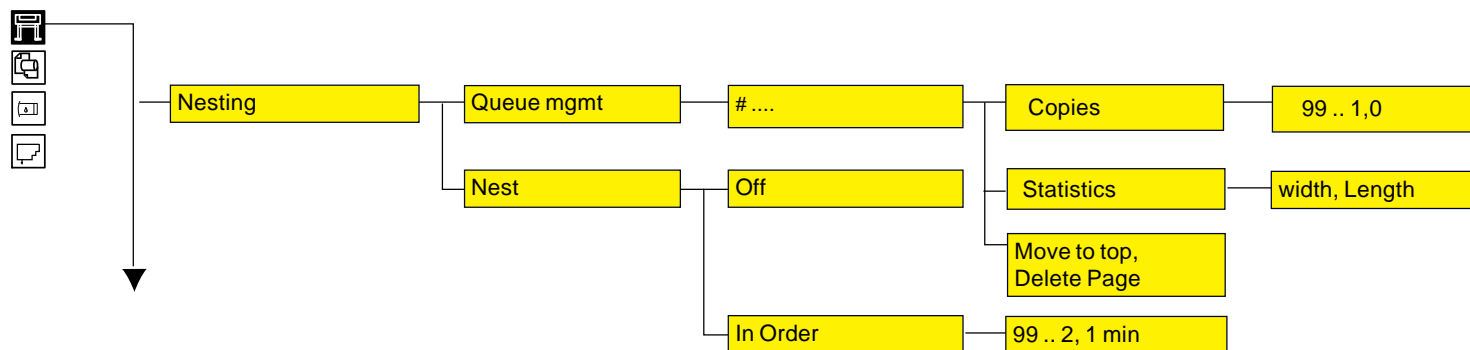 Nesting
Queue mgmt
# ....
Copies
99 .. 1,0
Nest
Off
Statistics
width, Length
Move to top,
Delete Page
In Order
99 .. 2, 1 min